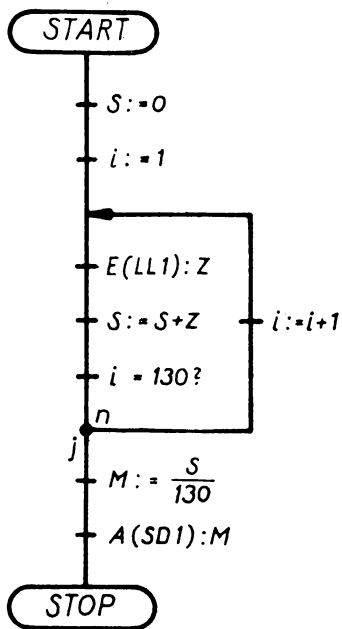 START
S:=0
i:=1
E(LL1):Z
S:=S+Z
i:=i+1
i = 130?
n
j
M:= S/130
A(SD1):M
STOP